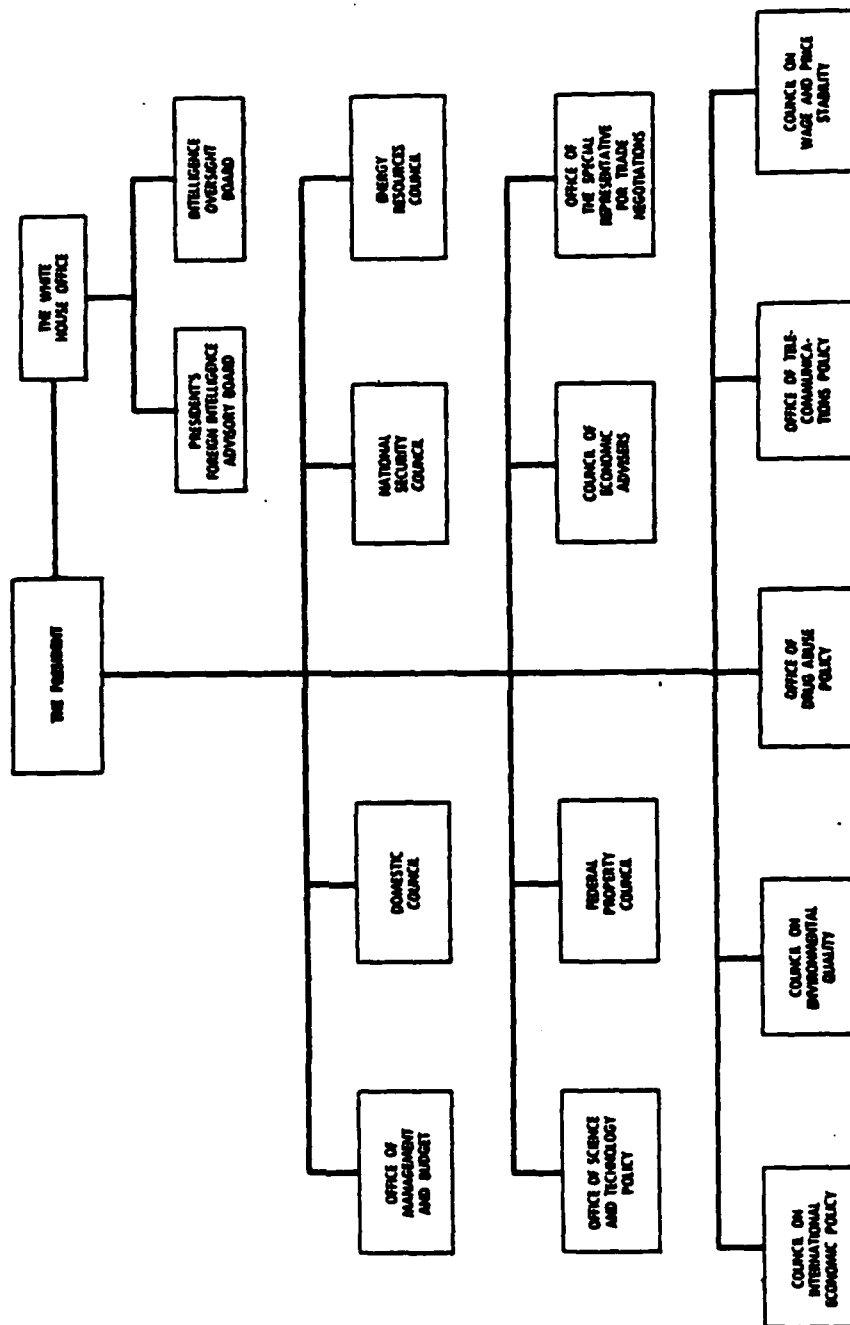 THE PRESIDENT
THE WHITE
HOUSE OFFICE
PRESIDENT'S
FOREIGN INTELLIGENCE
ADVISORY BOARD
INTELLIGENCE
OVERSIGHT
BOARD
OFFICE OF
MANAGEMENT
AND BUDGET
DOMESTIC
COUNCIL
NATIONAL
SECURITY
COUNCIL
ENERGY
RESOURCES
COUNCIL
OFFICE OF SCIENCE
AND TECHNOLOGY
POLICY
FEDERAL
PROPERTY
COUNCIL
COUNCIL OF
ECONOMIC
ADVISERS
OFFICE OF
THE SPECIAL
REPRESENTATIVE
FOR TRADE
NEGOTIATIONS
COUNCIL ON
INTERNATIONAL
ECONOMIC POLICY
COUNCIL ON
ENVIRONMENTAL
QUALITY
OFFICE OF
DRUG ABUSE
POLICY
OFFICE OF TELE-
COMMUNICA-
TIONS POLICY
COUNCIL ON
WAGE AND PRICE
STABILITY